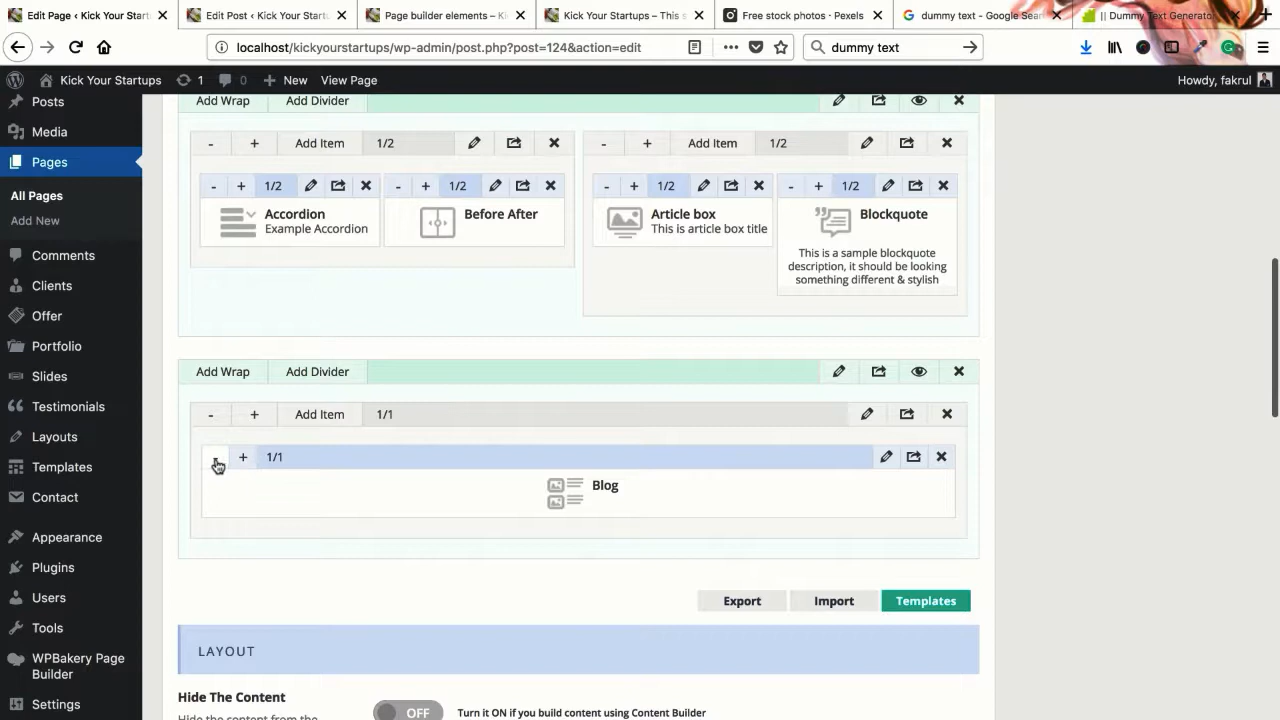 Edit Page ‹ Kick Your Startups
Edit Post ‹ Kick Your Startu
Page builder elements – Ki
Kick Your Startups – This s
Free stock photos · Pexels
dummy text - Google Sear
|| Dummy Text Generator
localhost/kickyourstartups/wp-admin/post.php?post=124&action=edit
dummy text
Kick Your Startups
1
0
New
View Page
Howdy, fakrul
Posts
Media
Pages
All Pages
Add New
Comments
Clients
Offer
Portfolio
Slides
Testimonials
Layouts
Templates
Contact
Appearance
Plugins
Users
Tools
WPBakery Page
Builder
Settings
Add Wrap
Add Divider
- + Add Item 1/2
- + Add Item 1/2
- + 1/2
- + 1/2
- + 1/2
- + 1/2
Accordion
Example Accordion
Before After
Article box
This is article box title
Blockquote
This is a sample blockquote
description, it should be looking
something different & stylish
Add Wrap
Add Divider
- + Add Item 1/1
+ 1/1
Blog
Export
Import
Templates
LAYOUT
Hide The Content
Hide the content from the
OFF
Turn it ON if you build content using Content Builder